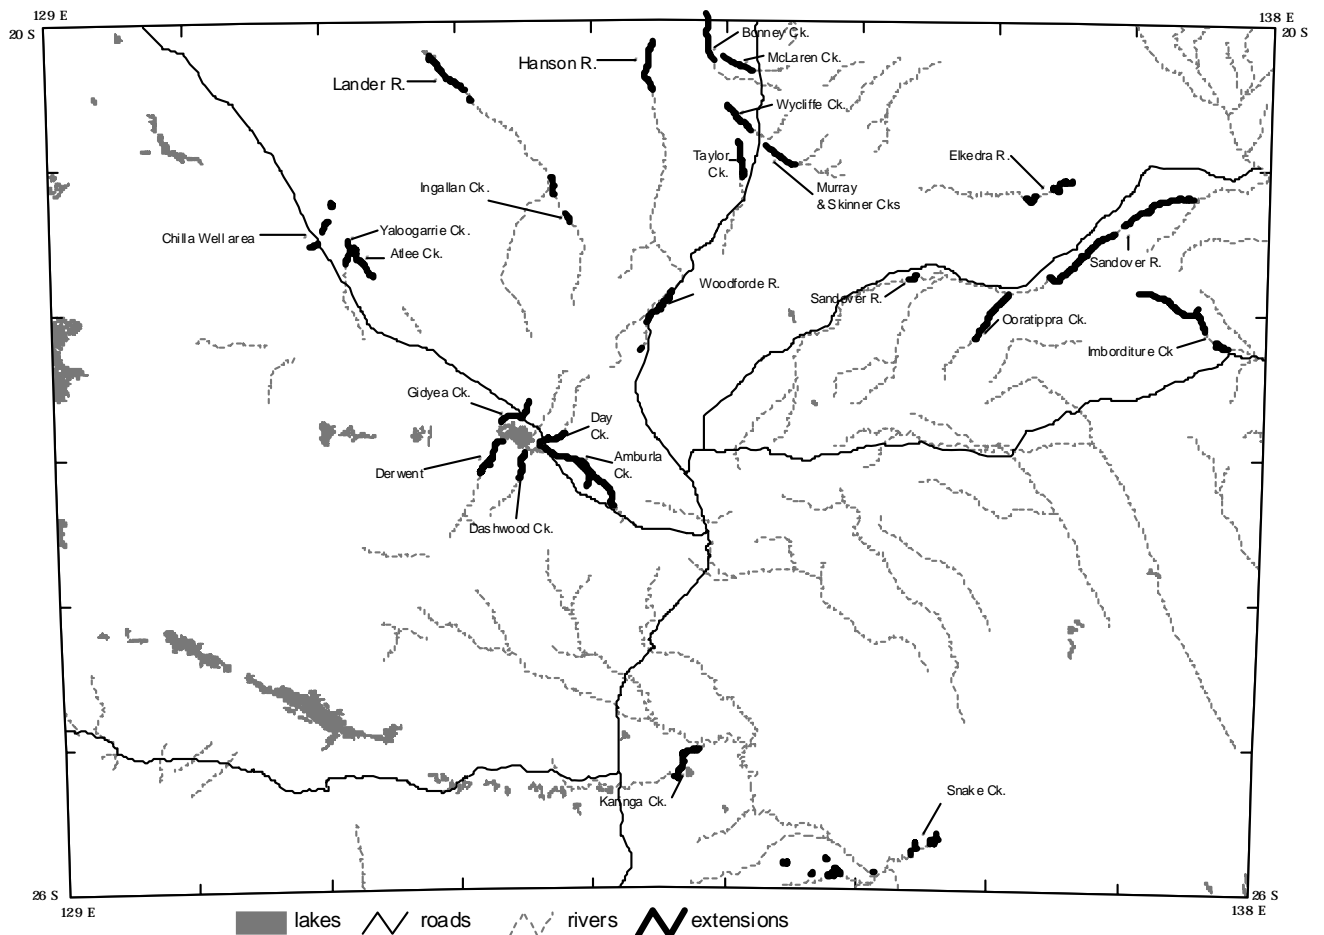 129 E
138 E
20 S
20 S
Bonney Ck.
Hanson R.
McLaren Ck.
Lander R.
Wycliffe Ck.
Taylor
Ck.
Elkedra R.
Ingallan Ck.
Murray
& Skinner Cks
Chilla Well area
Yaloogarrie Ck.
Atlee Ck.
Sandover R.
Woodforde R.
Sandover R.
Ooratippra Ck.
Imborditure Ck
Gidyea Ck.
Day
Ck.
Amburla
Ck.
Derwent
Dashwood Ck.
Karinga Ck.
Snake Ck.
26 S
26 S
129 E
138 E
lakes
roads
rivers
extensions